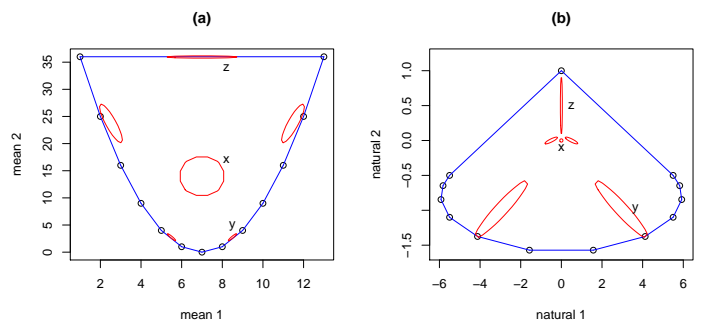 (a)
mean 2
35
30
25
20
15
10
5
0
z
x
y
2 4 6 8 10 12
mean 1
(b)
natural 2
1.0
0.5
0.0
−0.5
−1.5
z
x
y
−6 −4 −2 0 2 4 6
natural 1